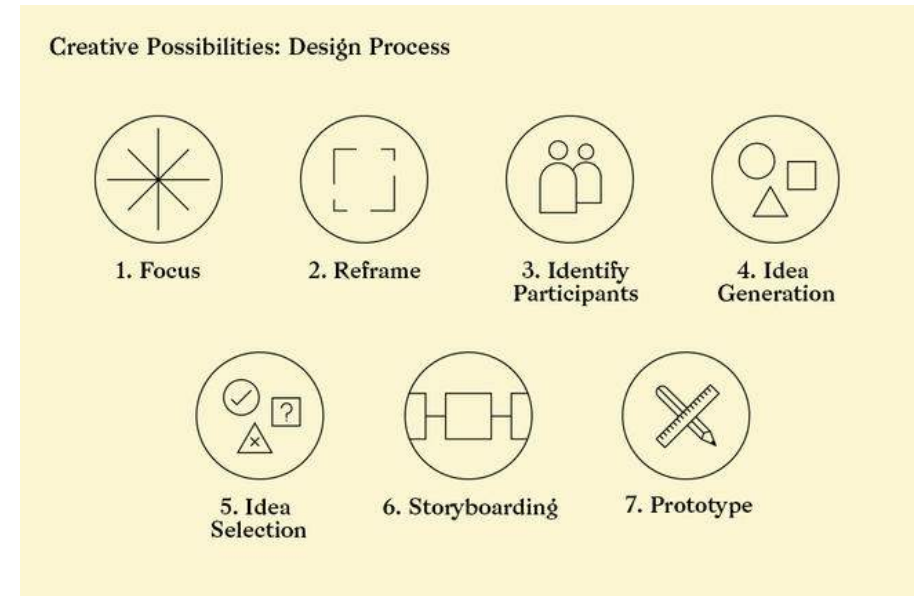 Creative Possibilities: Design Process
1. Focus
2. Reframe
3. Identify
Participants
4. Idea
Generation
?
5. Idea
Selection
6. Storyboarding
7. Prototype